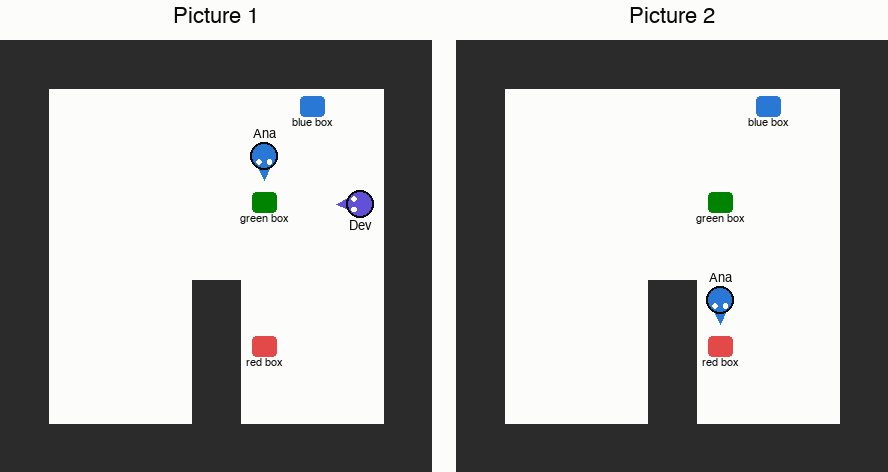 Picture 1
blue box
Ana
green box
Dev
red box
Picture 2
blue box
green box
Ana
red box